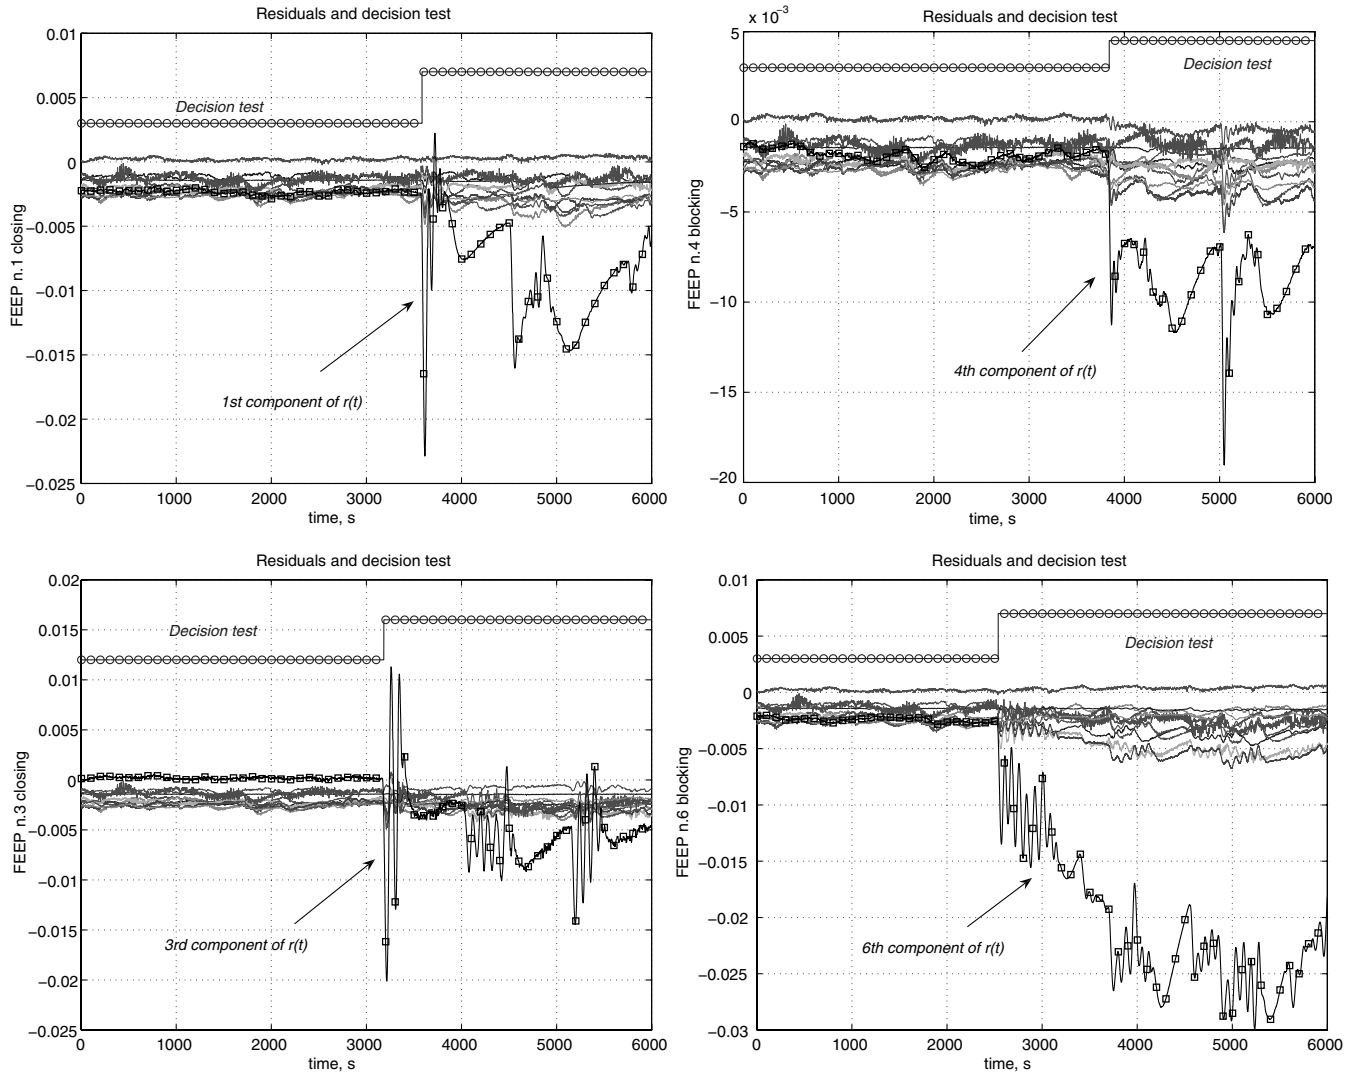 Residuals and decision test
0.01
0.005
0
−0.005
−0.01
−0.015
−0.02
−0.025
FEEP n.1 closing
Decision test
1st component of r(t)
0 1000 2000 3000 4000 5000 6000
time, s
Residuals and decision test
x 10⁻³
5
0
−5
−10
−15
−20
FEEP n.4 blocking
Decision test
4th component of r(t)
0 1000 2000 3000 4000 5000 6000
time, s
Residuals and decision test
0.02
0.015
0.01
0.005
0
−0.005
−0.01
−0.015
−0.02
−0.025
FEEP n.3 closing
Decision test
3rd component of r(t)
0 1000 2000 3000 4000 5000 6000
time, s
Residuals and decision test
0.01
0.005
0
−0.005
−0.01
−0.015
−0.02
−0.025
−0.03
FEEP n.6 blocking
Decision test
6th component of r(t)
0 1000 2000 3000 4000 5000 6000
time, s